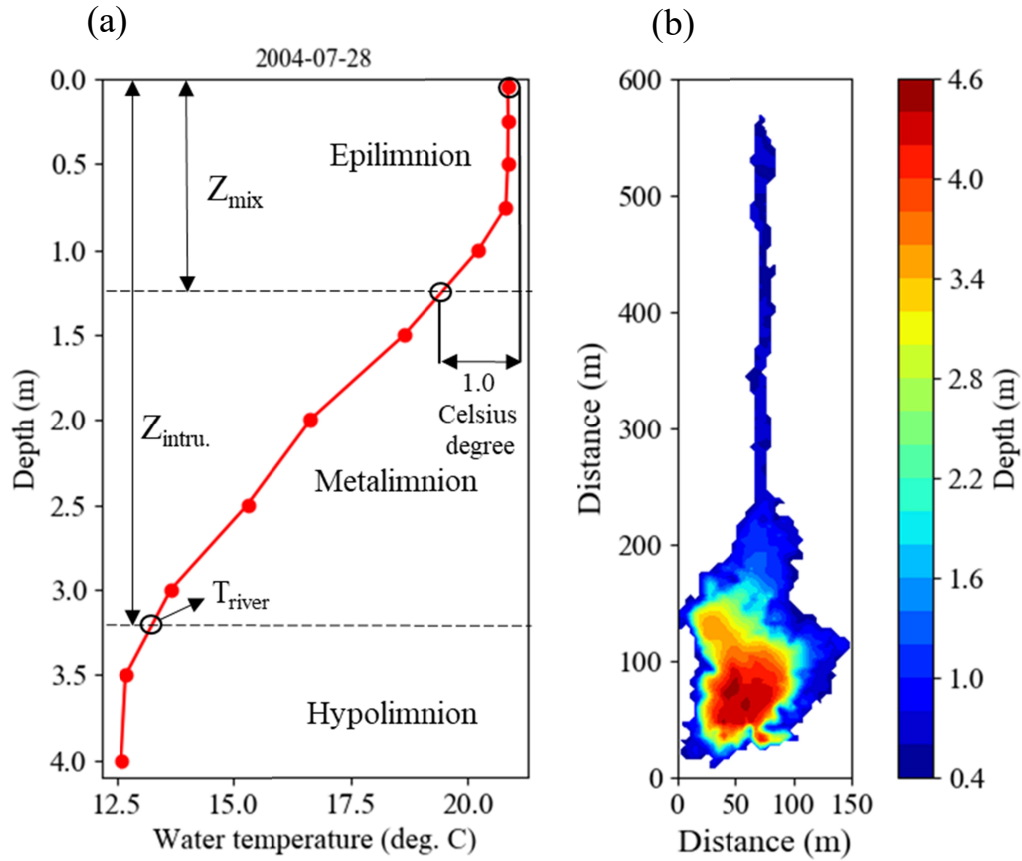 (a)
2004-07-28
0.0
0.5
1.0
1.5
2.0
2.5
3.0
3.5
4.0
Depth (m)
Epilimnion
Zmix
1.0
Celsius
degree
Zintru.
Metalimnion
Triver
Hypolimnion
12.5 15.0 17.5 20.0
Water temperature (deg. C)
(b)
600
500
400
300
200
100
0
Distance (m)
0 50 100 150
Distance (m)
4.6
4.0
3.4
2.8
2.2
1.6
1.0
0.4
Depth (m)